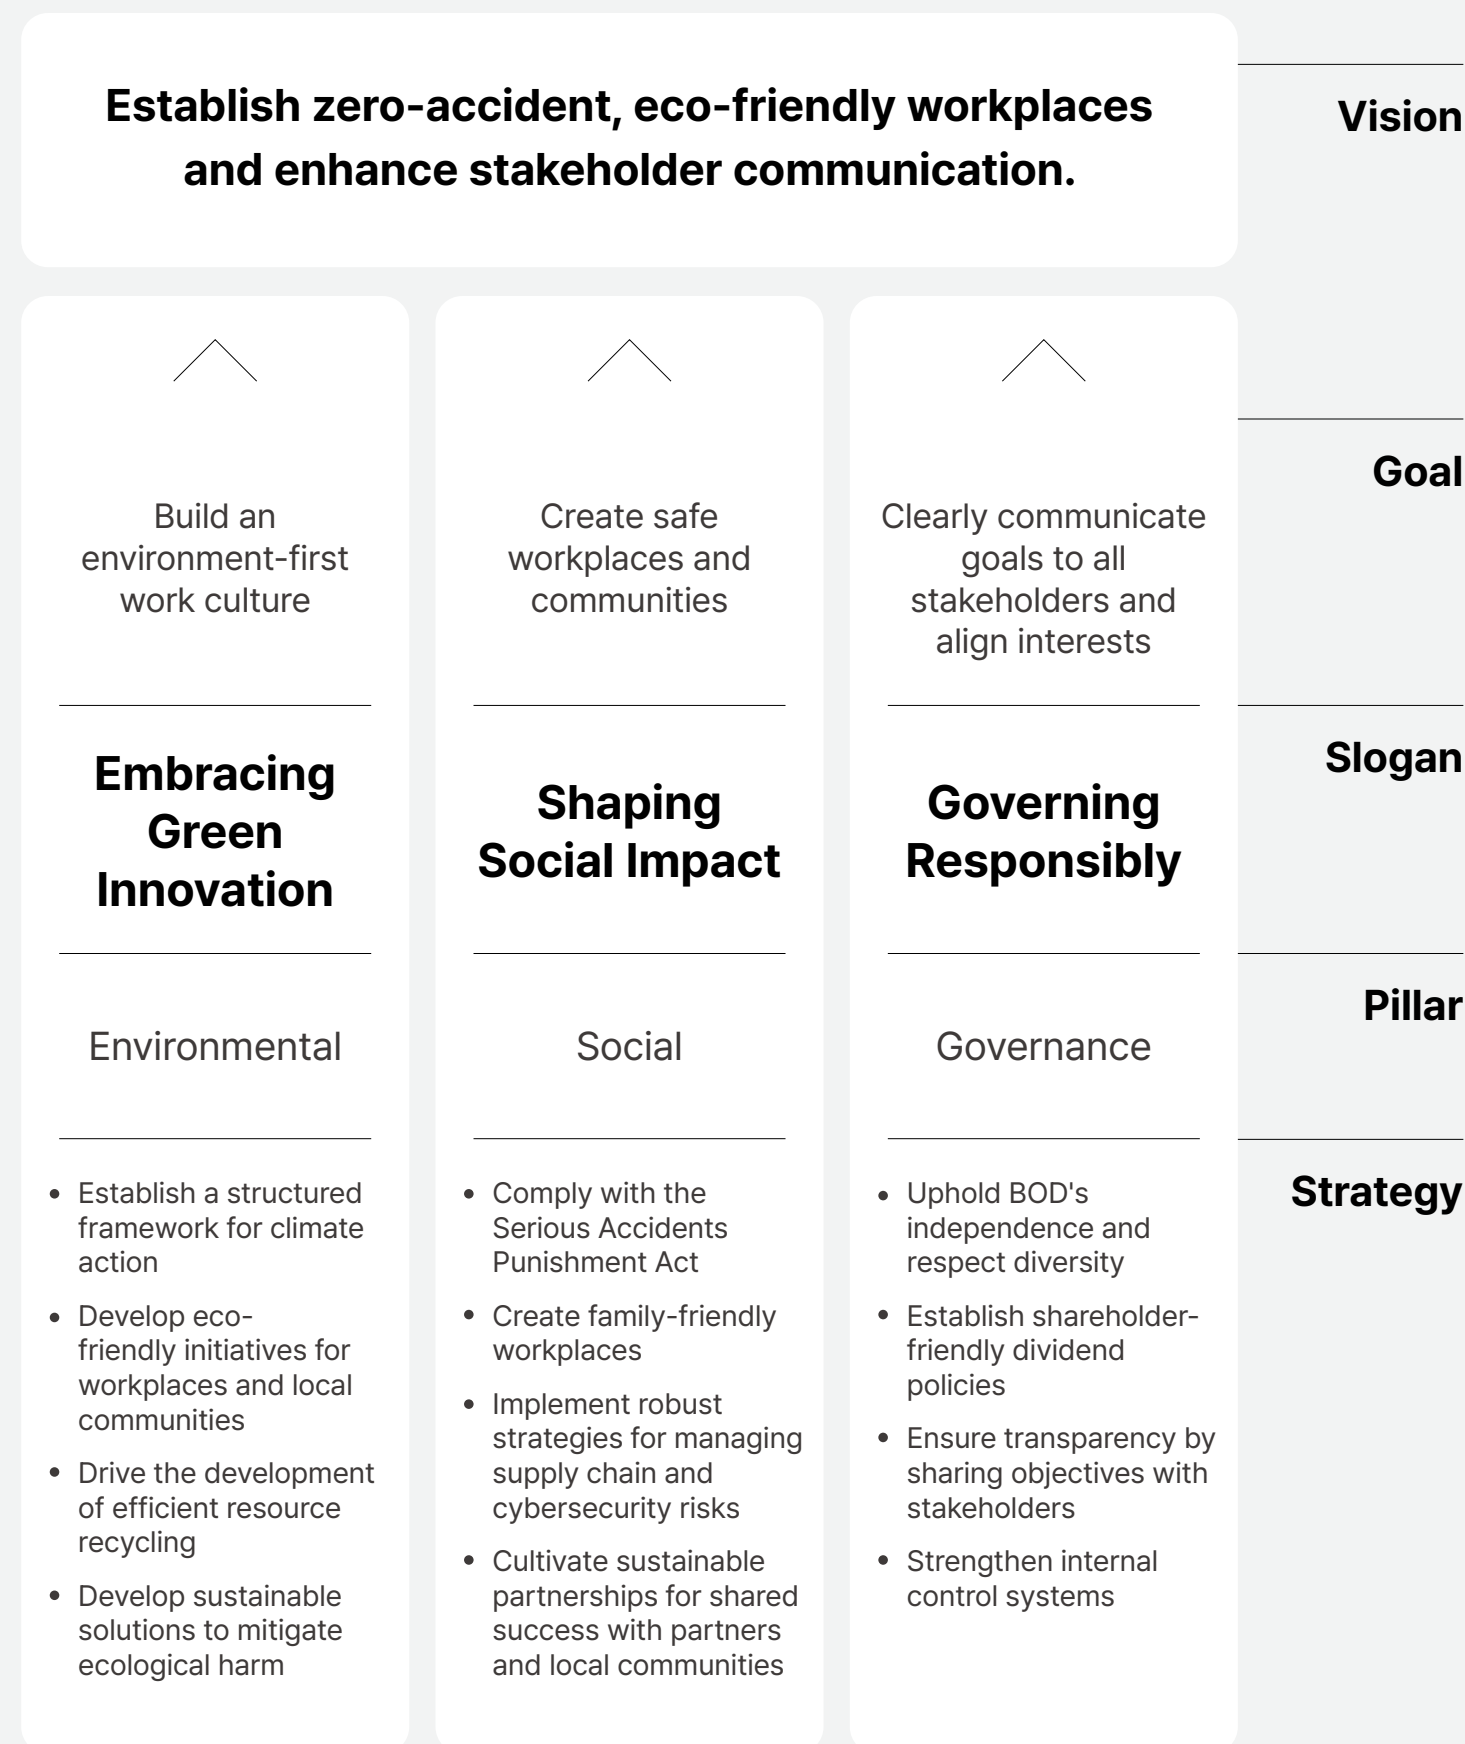 Establish zero-accident, eco-friendly workplaces
and enhance stakeholder communication.
Vision
Goal
Build an
environment-first
work culture
Create safe
workplaces and
communities
Clearly communicate
goals to all
stakeholders and
align interests
Slogan
Embracing
Green
Innovation
Shaping
Social Impact
Governing
Responsibly
Pillar
Environmental
Social
Governance
Strategy
• Establish a structured
framework for climate
action
• Develop eco-
friendly initiatives for
workplaces and local
communities
• Drive the development
of efficient resource
recycling
• Develop sustainable
solutions to mitigate
ecological harm
• Comply with the
Serious Accidents
Punishment Act
• Create family-friendly
workplaces
• Implement robust
strategies for managing
supply chain and
cybersecurity risks
• Cultivate sustainable
partnerships for shared
success with partners
and local communities
• Uphold BOD's
independence and
respect diversity
• Establish shareholder-
friendly dividend
policies
• Ensure transparency by
sharing objectives with
stakeholders
• Strengthen internal
control systems